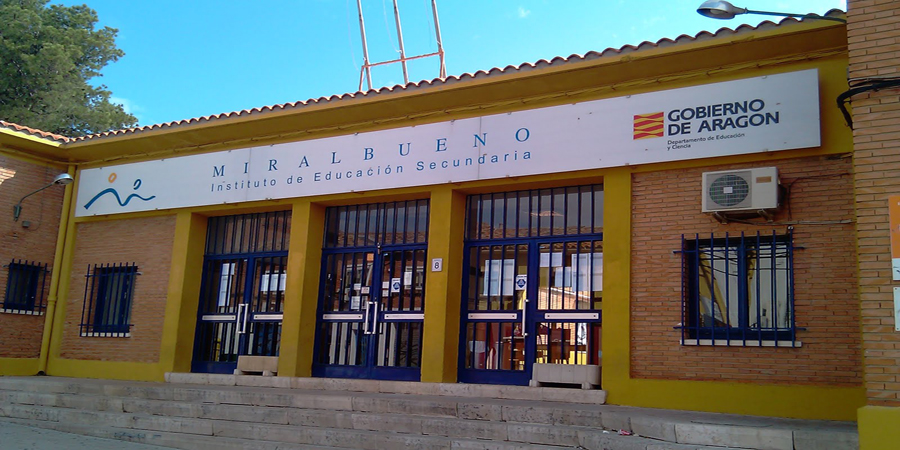 MIRALBUENO
Instituto de Educación Secundaria
GOBIERNO
DE ARAGON
Departamento de Educación
y Ciencia
8